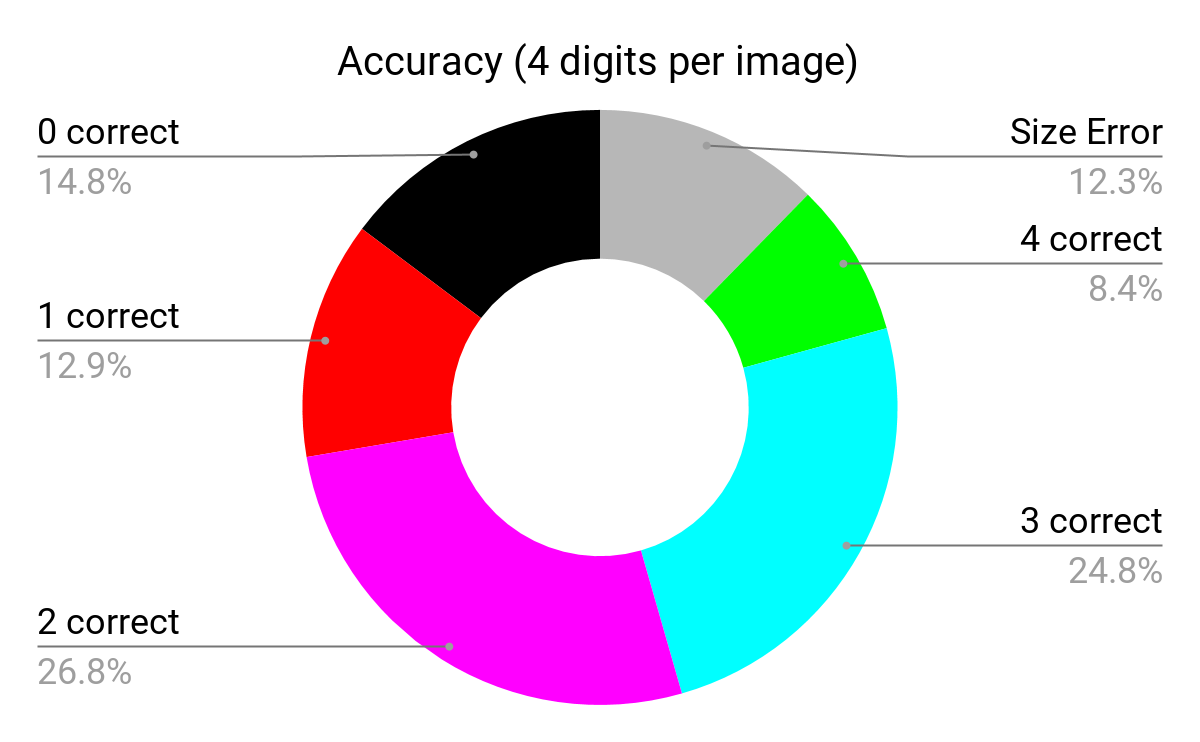 Accuracy (4 digits per image)
0 correct
14.8%
1 correct
12.9%
2 correct
26.8%
Size Error
12.3%
4 correct
8.4%
3 correct
24.8%